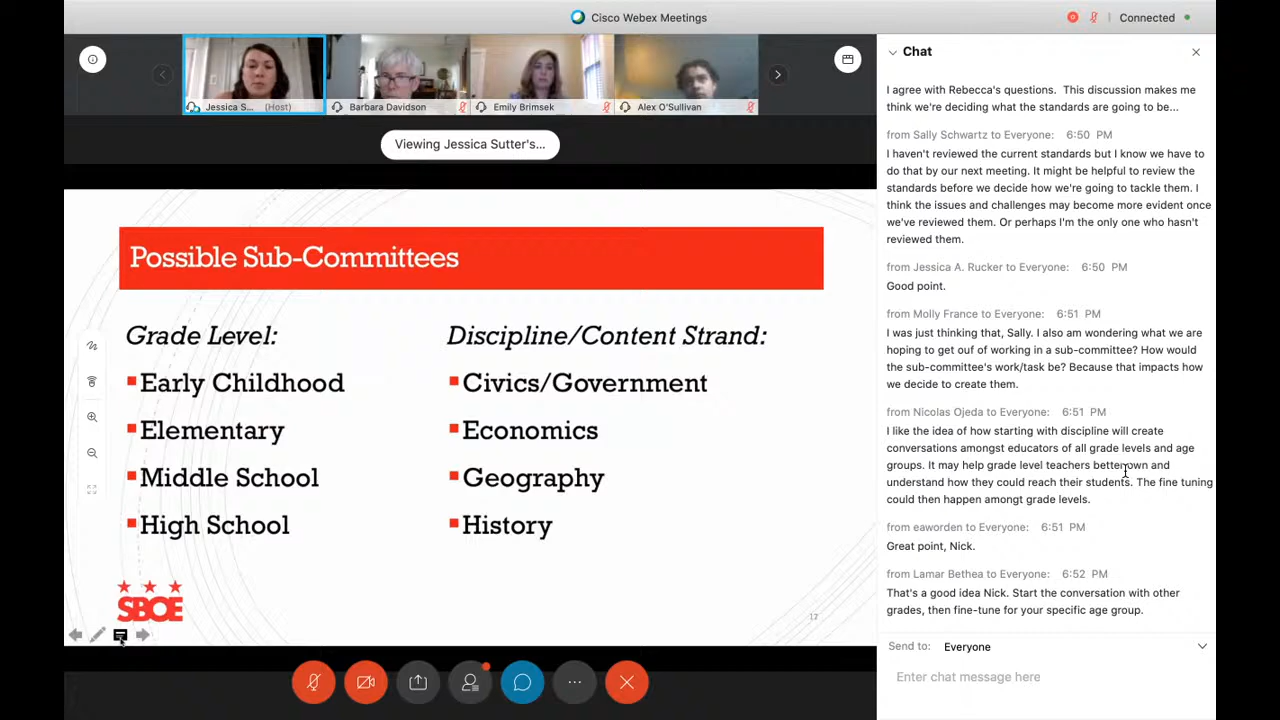 Cisco Webex Meetings
Connected
Jessica S... (Host)
Barbara Davidson
Emily Brimsek
Alex O'Sullivan
Viewing Jessica Sutter's...
Possible Sub-Committees
Grade Level:
Early Childhood
Elementary
Middle School
High School
Discipline/Content Strand:
Civics/Government
Economics
Geography
History
SBOE
17
Chat
I agree with Rebecca's questions. This discussion makes me
think we're deciding what the standards are going to be...
from Sally Schwartz to Everyone: 6:50 PM
I haven't reviewed the current standards but I know we have to
do that by our next meeting. It might be helpful to review the
standards before we decide how we're going to tackle them. I
think the issues and challenges may become more evident once
we've reviewed them. Or perhaps I'm the only one who hasn't
reviewed them.
from Jessica A. Rucker to Everyone: 6:50 PM
Good point.
from Molly France to Everyone: 6:51 PM
I was just thinking that, Sally. I also am wondering what we are
hoping to get ouf of working in a sub-committee? How would
the sub-committee's work/task be? Because that impacts how
we decide to create them.
from Nicolas Ojeda to Everyone: 6:51 PM
I like the idea of how starting with discipline will create
conversations amongst educators of all grade levels and age
groups. It may help grade level teachers better own and
understand how they could reach their students. The fine tuning
could then happen amongt grade levels.
from eaworden to Everyone: 6:51 PM
Great point, Nick.
from Lamar Bethea to Everyone: 6:52 PM
That's a good idea Nick. Start the conversation with other
grades, then fine-tune for your specific age group.
Send to: Everyone
Enter chat message here